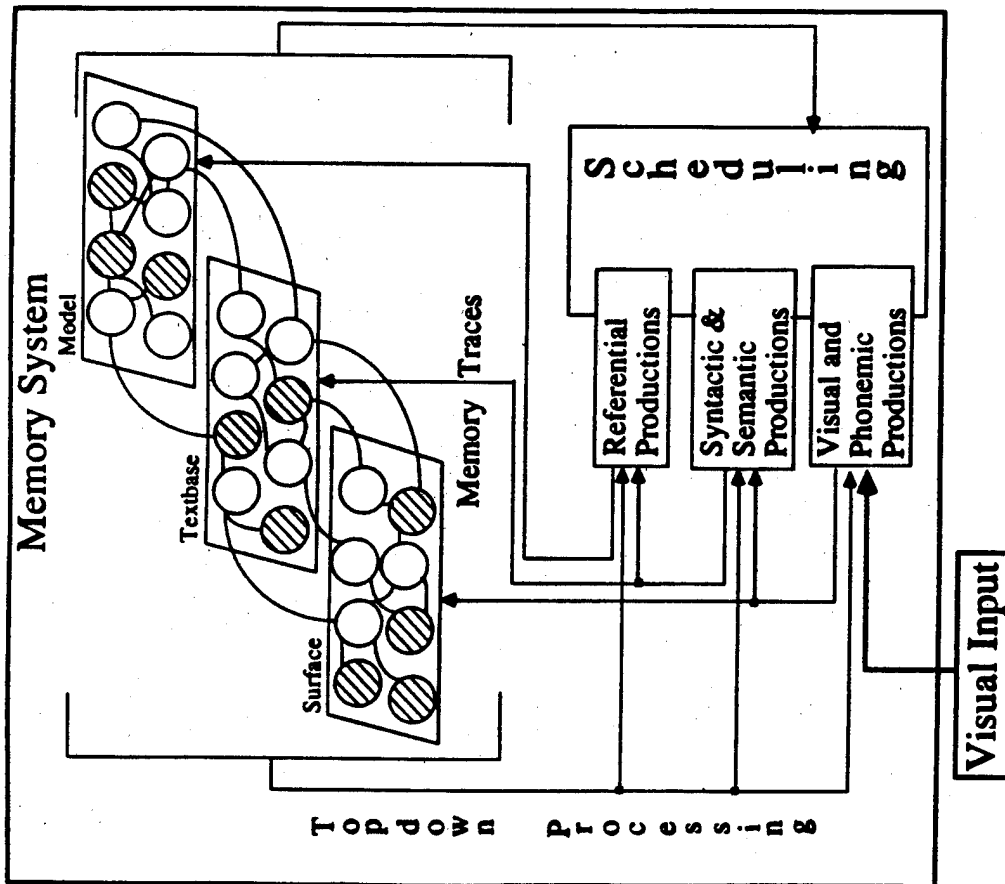 Memory System
Model
Textbase
Surface
Memory Traces
Scheduling
Referential
Productions
Syntactic &
Semantic
Productions
Visual and
Phonemic
Productions
Topdown Processing
Visual Input